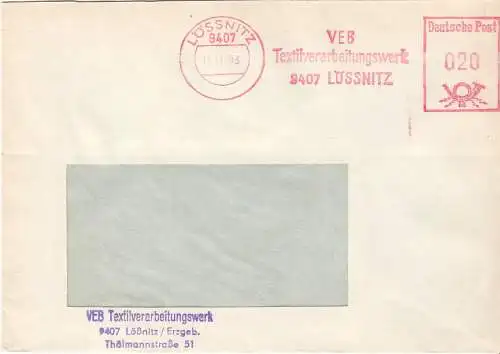 LÖSSNITZ
9407
VEB
Textilverarbeitungswerk
9407 LÖSSNITZ
Deutsche Post
020
VEB Textilverarbeitungswerk
9407 Lößnitz/Erzgeb.
Thälmannstraße 51